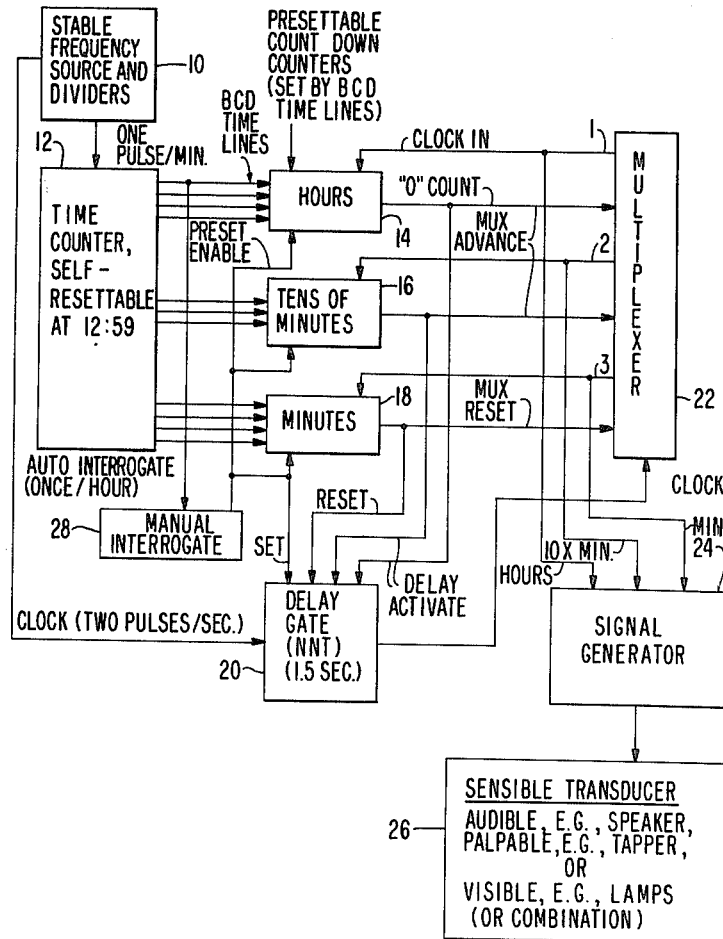 STABLE
FREQUENCY
SOURCE AND
DIVIDERS
10
PRESETTABLE
COUNT DOWN
COUNTERS
(SET BY BCD
TIME LINES)
12
ONE
PULSE/MIN.
BCD
TIME
LINES
CLOCK IN
1
TIME
COUNTER,
SELF-
RESETTABLE
AT 12:59
HOURS
14
"0" COUNT
MUX
ADVANCE
PRESET
ENABLE
2
TENS OF
MINUTES
16
MULTIPLEXER
3
MINUTES
18
MUX
RESET
22
AUTO INTERROGATE
(ONCE/HOUR)
28
MANUAL
INTERROGATE
RESET
CLOCK
SET
DELAY
ACTIVATE
MIN
10 X MIN.
HOURS
24
CLOCK (TWO PULSES/SEC.)
DELAY
GATE
(NNT)
(1.5 SEC.)
20
SIGNAL
GENERATOR
26
SENSIBLE TRANSDUCER
AUDIBLE, E.G., SPEAKER,
PALPABLE, E.G., TAPPER,
OR
VISIBLE, E.G., LAMPS
(OR COMBINATION)